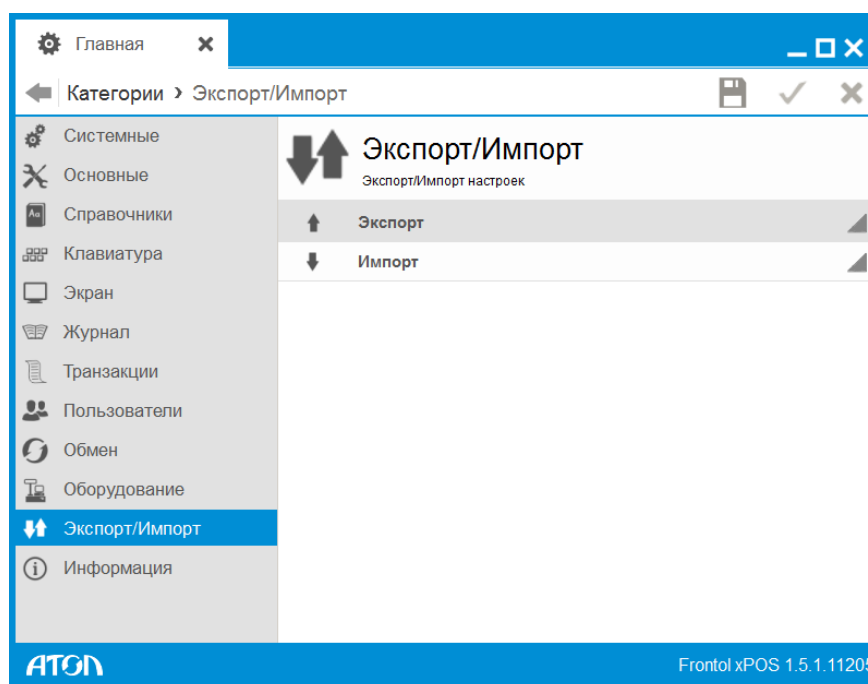 Главная
Категории › Экспорт/Импорт
Системные
Основные
Справочники
Клавиатура
Экран
Журнал
Транзакции
Пользователи
Обмен
Оборудование
Экспорт/Импорт
Информация
Экспорт/Импорт
Экспорт/Импорт настроек
Экспорт
Импорт
АТОЛ
Frontol xPOS 1.5.1.11205